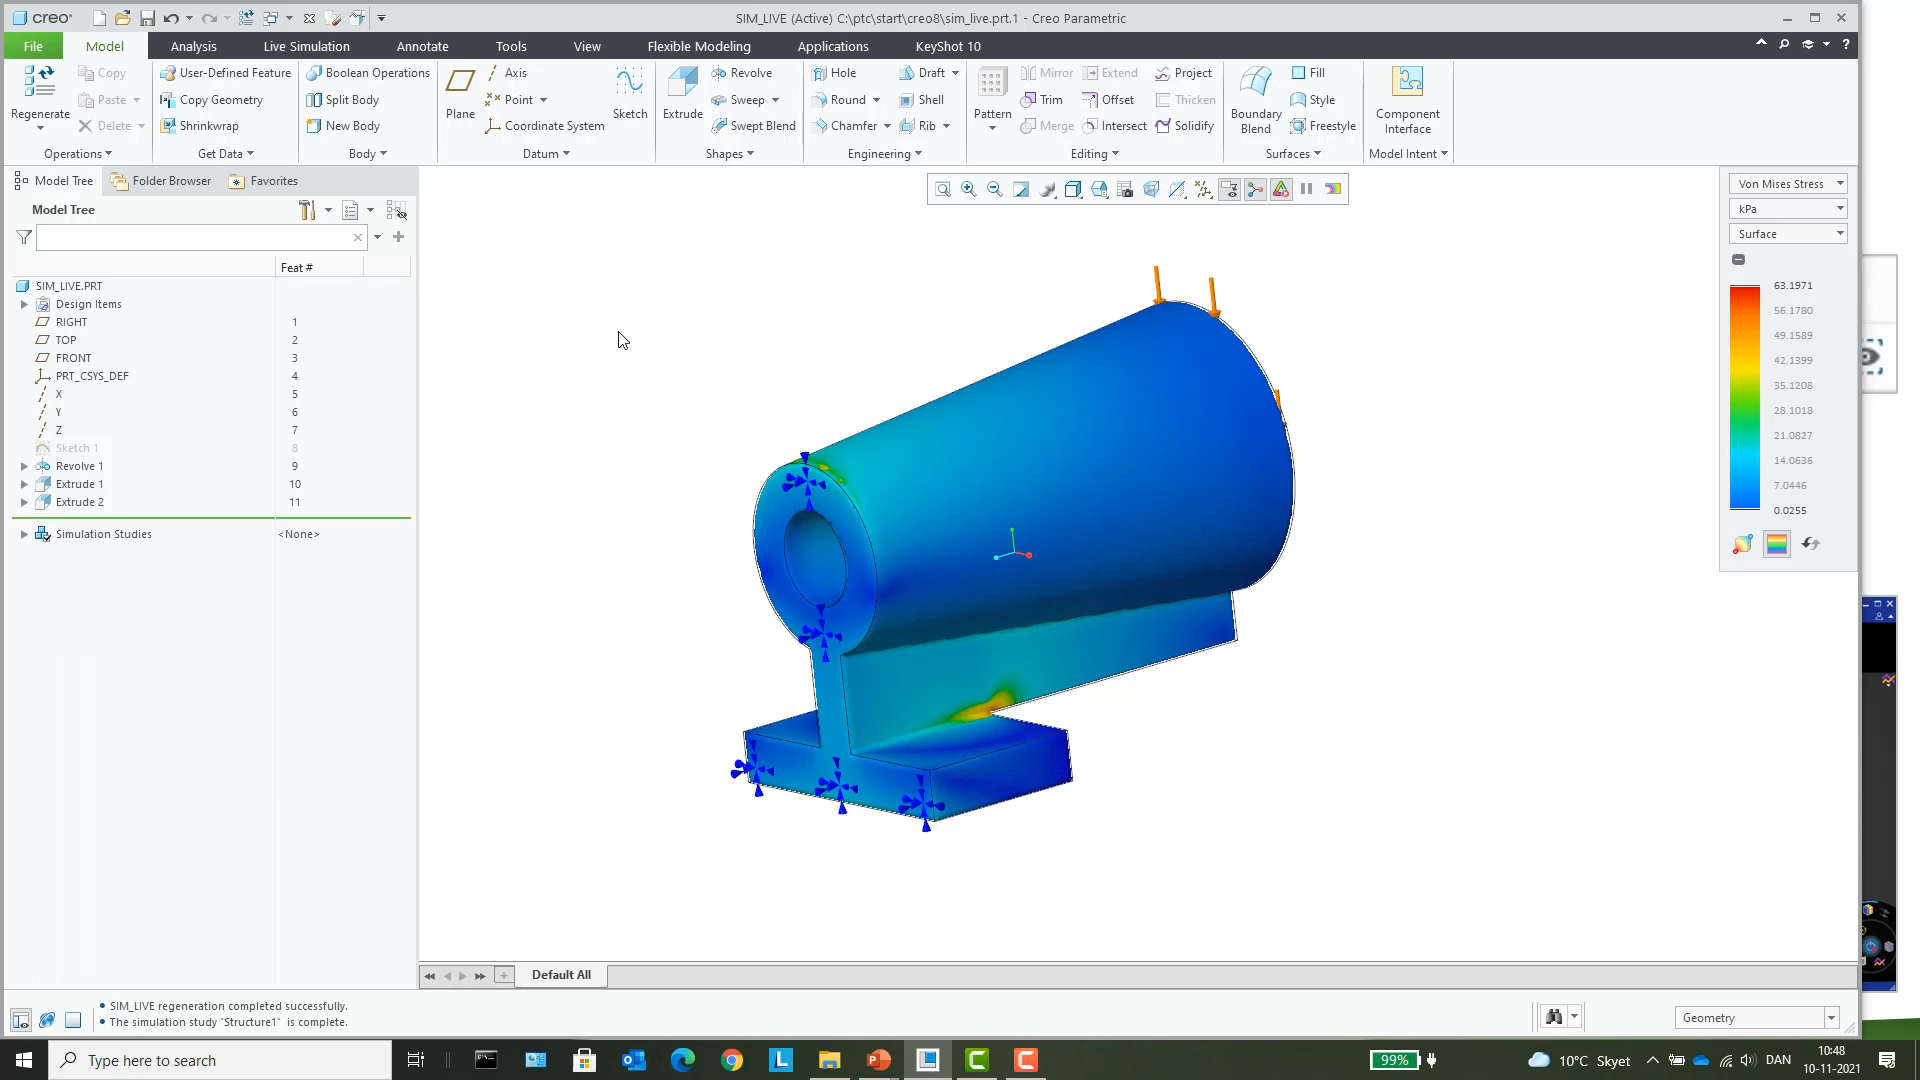 creo
SIM_LIVE (Active) C:\ptc\start\creo8\sim_live.prt.1 - Creo Parametric
File Model Analysis Live Simulation Annotate Tools View Flexible Modeling Applications KeyShot 10
Regenerate
Copy
Paste
Delete
Operations
User-Defined Feature
Copy Geometry
Shrinkwrap
Get Data
Boolean Operations
Split Body
New Body
Body
Plane
Axis
Point
Coordinate System
Sketch
Datum
Extrude
Revolve
Sweep
Swept Blend
Shapes
Hole
Round
Chamfer
Draft
Shell
Rib
Engineering
Pattern
Mirror
Trim
Merge
Extend
Offset
Intersect
Project
Thicken
Solidify
Editing
Boundary
Blend
Fill
Style
Freestyle
Surfaces
Component
Interface
Model Intent
Model Tree Folder Browser Favorites
Model Tree
Feat #
SIM_LIVE.PRT
Design Items
RIGHT 1
TOP 2
FRONT 3
PRT_CSYS_DEF 4
X 5
Y 6
Z 7
Sketch 1 8
Revolve 1 9
Extrude 1 10
Extrude 2 11
Simulation Studies <None>
Von Mises Stress
kPa
Surface
63.1971
56.1780
49.1589
42.1399
35.1208
28.1018
21.0827
14.0636
7.0446
0.0255
Default All
SIM_LIVE regeneration completed successfully.
The simulation study "Structure1" is complete.
Geometry
Type here to search
99%
10°C Skyet
DAN
10:48
10-11-2021